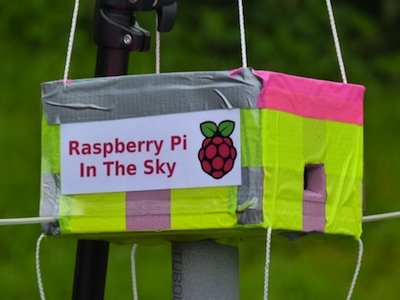 Raspberry Pi
In The Sky